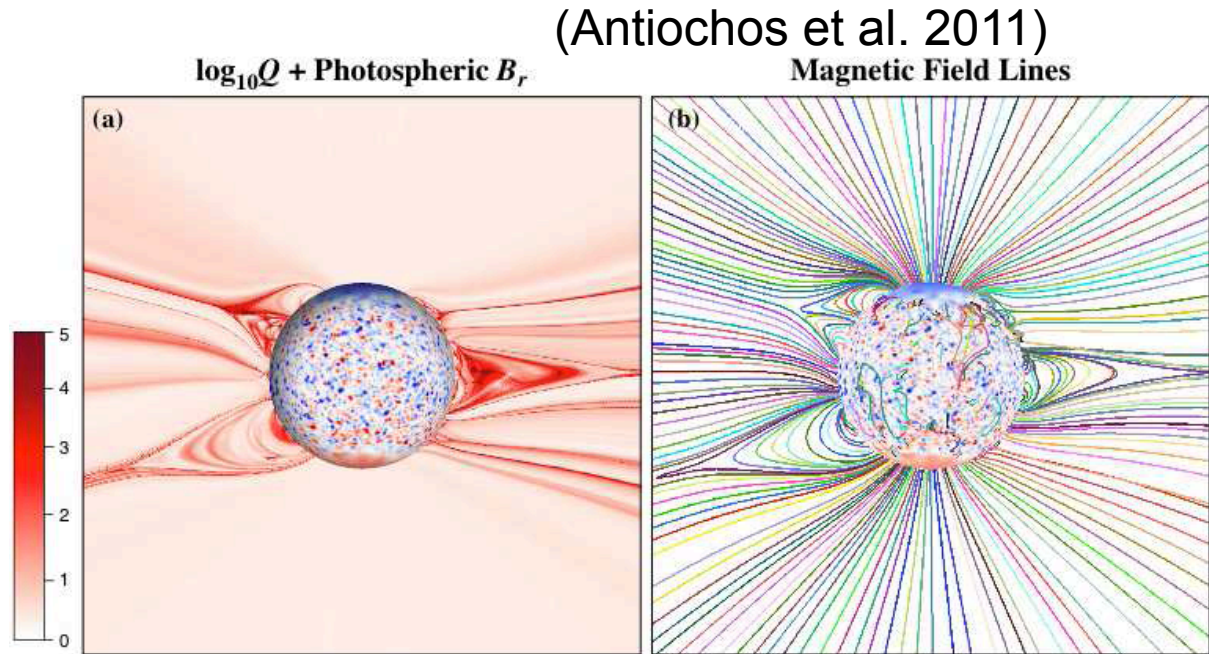 (Antiochos et al. 2011)
log₁₀Q + Photospheric Bᵣ
Magnetic Field Lines
(a)
(b)
5
4
3
2
1
0